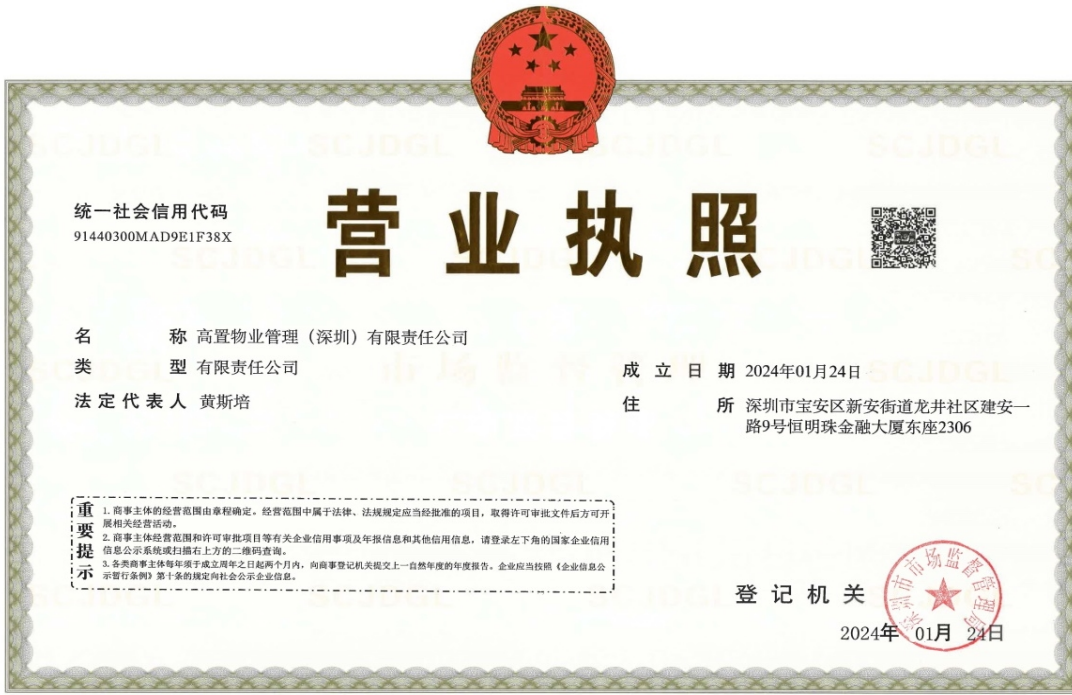 营业执照
统一社会信用代码
91440300MAD9E1F38X
名称 高置物业管理（深圳）有限责任公司
类型 有限责任公司
法定代表人 黄斯培
成立日期 2024年01月24日
住所 深圳市宝安区新安街道龙井社区建安一
路9号恒明珠金融大厦东座2306
重要提示
1. 商事主体的经营范围由章程确定。经营范围中属于法律、法规规定应当经批准的项目，取得许可审批文件后方可开
展相关经营活动。
2. 商事主体经营范围和许可审批项目等有关企业信用事项及年报信息和其他信用信息，请登录左下角的国家企业信用
信息公示系统或扫描右上方的二维码查询。
3. 各类商事主体每年须于成立周年之日起两个月内，向商事登记机关提交上一自然年度的年度报告。企业应当按照《企业信息公
示暂行条例》第十条的规定向社会公示企业信息。
登记机关
深圳市市场监督管理局
2024年 01月 24日
SCJDGL